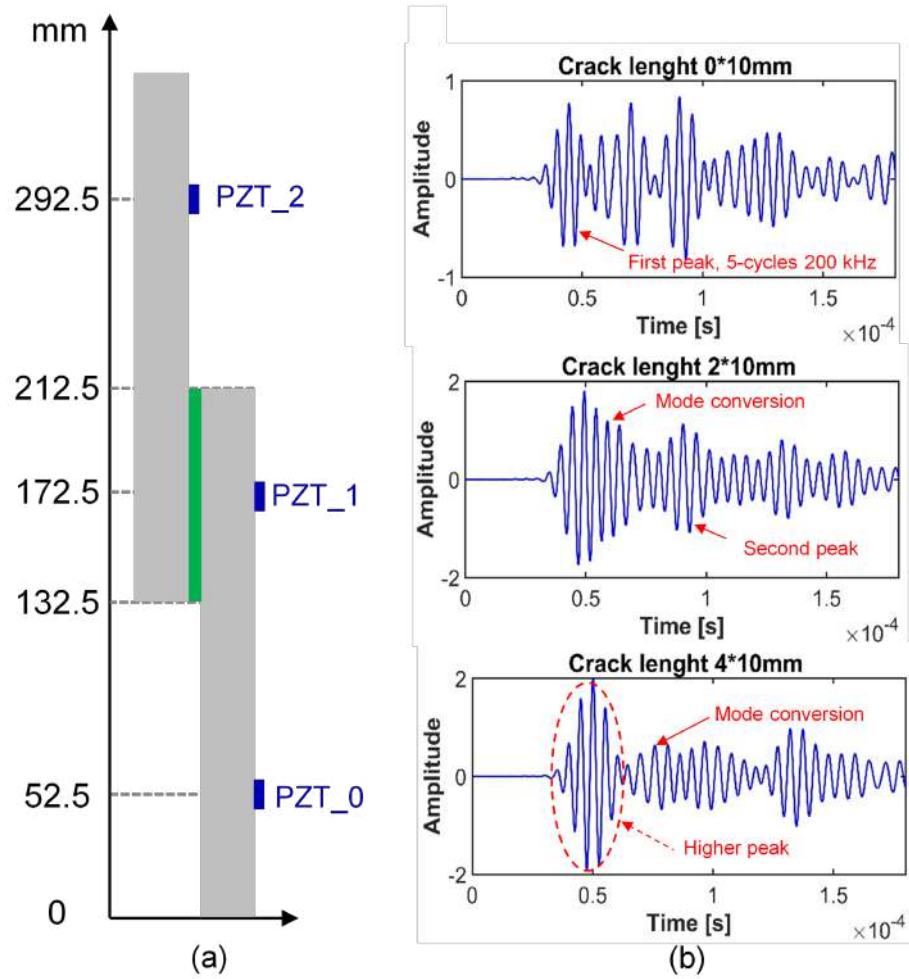 mm
292.5
212.5
172.5
132.5
52.5
0
PZT_2
PZT_1
PZT_0
(a)
Crack lenght 0*10mm
Amplitude
1
0
-1
First peak, 5-cycles 200 kHz
0 0.5 1 1.5
Time [s]
×10⁻⁴
Crack lenght 2*10mm
Amplitude
2
0
-2
Mode conversion
Second peak
0 0.5 1 1.5
Time [s]
×10⁻⁴
Crack lenght 4*10mm
Amplitude
2
0
-2
Mode conversion
Higher peak
0 0.5 1 1.5
Time [s]
×10⁻⁴
(b)